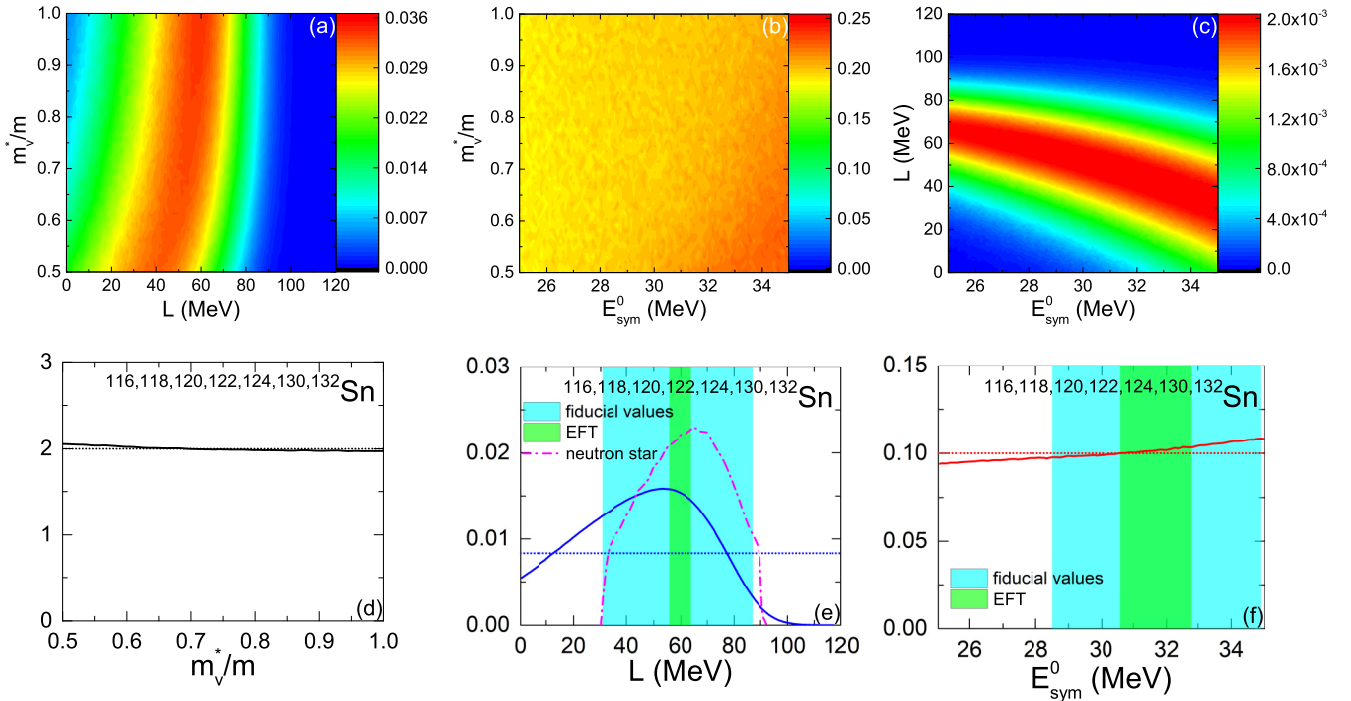 (a)
1.0
0.9
0.8
0.7
0.6
0.5
m*v/m
0 20 40 60 80 100 120
L (MeV)
0.036
0.029
0.022
0.014
0.007
0.000
(b)
1.0
0.9
0.8
0.7
0.6
0.5
m*v/m
26 28 30 32 34
E0sym (MeV)
0.25
0.20
0.15
0.10
0.05
0.00
(c)
120
100
80
60
40
20
0
L (MeV)
26 28 30 32 34
E0sym (MeV)
2.0x10-3
1.6x10-3
1.2x10-3
8.0x10-4
4.0x10-4
0.0
3
2
1
0
116,118,120,122,124,130,132Sn
(d)
0.5 0.6 0.7 0.8 0.9 1.0
m*v/m
0.03
0.02
0.01
0.00
116,118,120,122,124,130,132Sn
fiducial values
EFT
neutron star
(e)
0 20 40 60 80 100 120
L (MeV)
0.15
0.10
0.05
0.00
116,118,120,122,124,130,132Sn
fiducial values
EFT
(f)
26 28 30 32 34
E0sym (MeV)